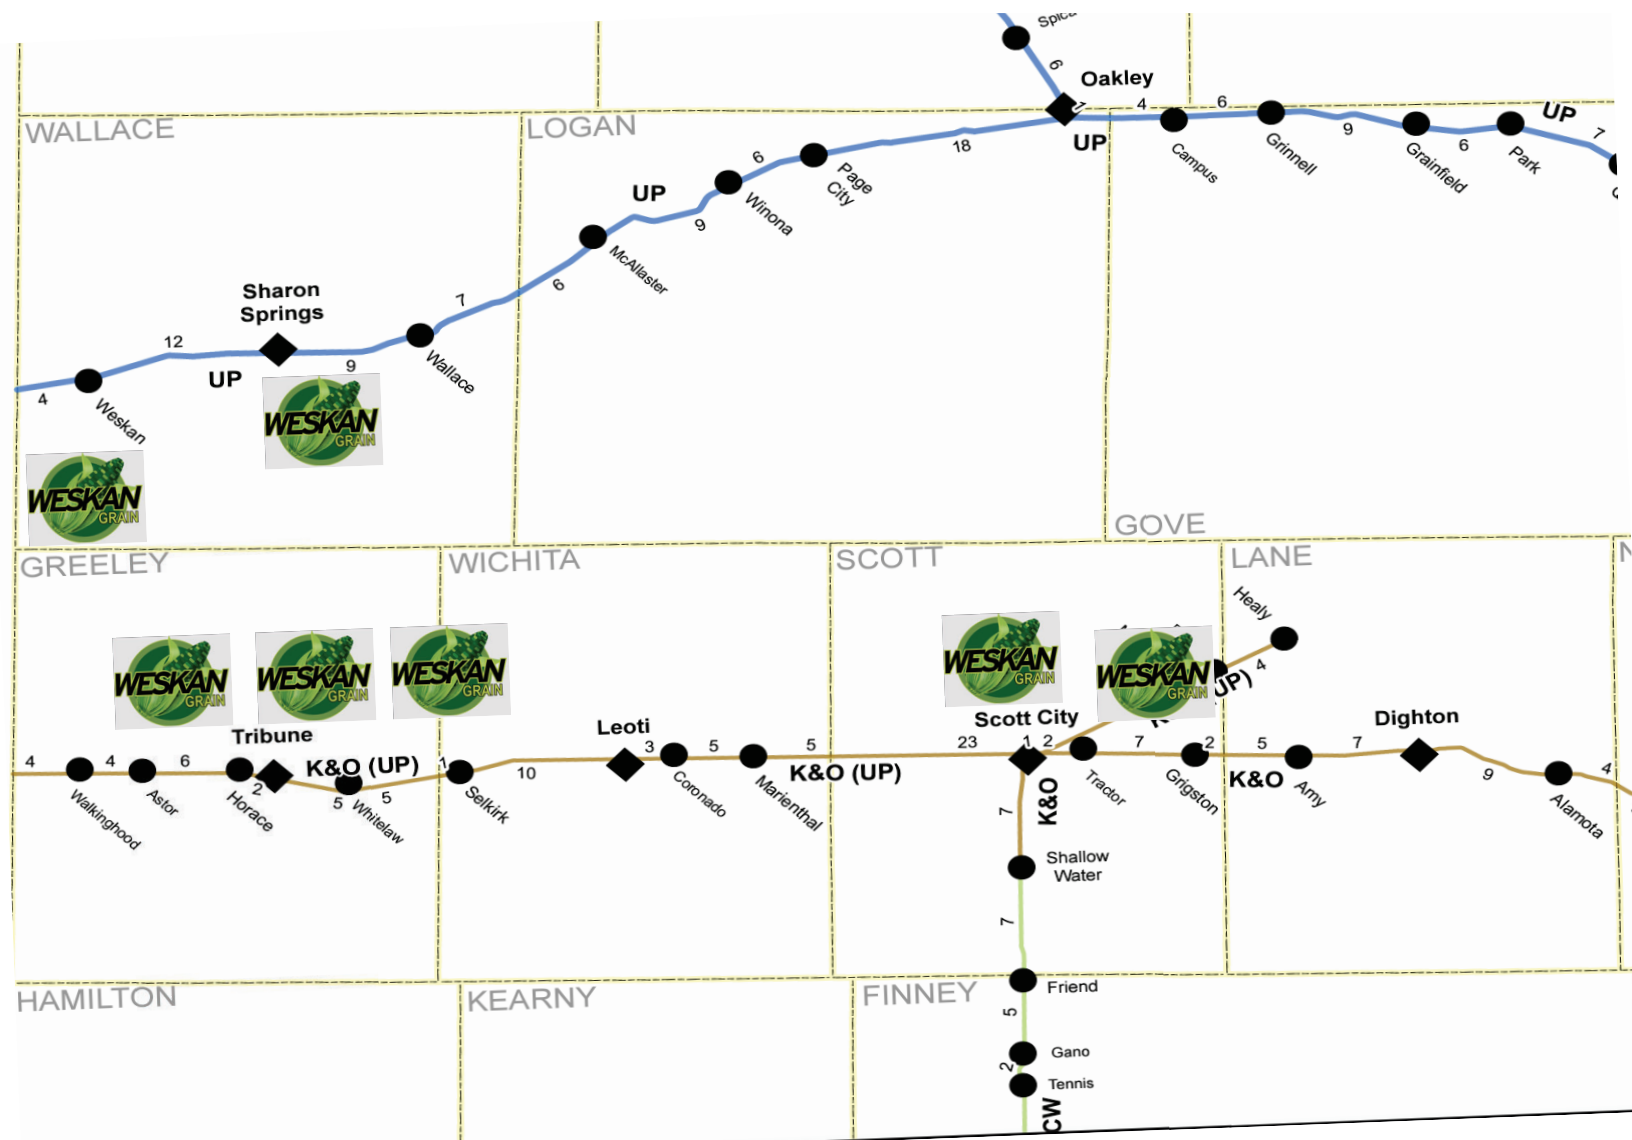 Spica
6
Oakley
1
4
6
UP
WALLACE
LOGAN
UP
18
9
6
7
Campus
Grinnell
Grainfield
Park
6
Page
City
UP
Winona
9
McAllaster
6
7
Sharon
Springs
12
UP
9
Wallace
4
Weskan
WESKAN
GRAIN
WESKAN
GRAIN
GOVE
GREELEY
WICHITA
SCOTT
LANE
N
Healy
4
UP)
WESKAN
GRAIN
WESKAN
GRAIN
WESKAN
GRAIN
WESKAN
GRAIN
WESKAN
GRAIN
Tribune
Leoti
Scott City
Dighton
4
4
6
2
K&O (UP)
5
5
1
10
3
5
5
K&O (UP)
23
1
2
7
2
5
K&O
7
9
4
Walkinghood
Astor
Horace
Whitelaw
Selkirk
Coronado
Marienthal
Tractor
Grigston
Amy
Alamota
7
K&O
Shallow
Water
7
HAMILTON
KEARNY
FINNEY
Friend
5
Gano
2
Tennis
CW